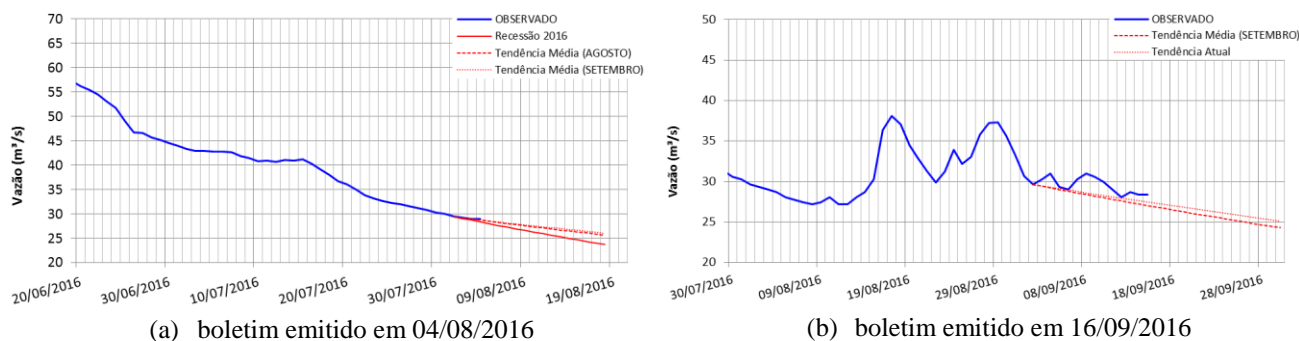 OBSERVADO
Recessão 2016
Tendência Média (AGOSTO)
Tendência Média (SETEMBRO)
Vazão (m³/s)
70
65
60
55
50
45
40
35
30
25
20
20/06/2016 30/06/2016 10/07/2016 20/07/2016 30/07/2016 09/08/2016 19/08/2016
(a) boletim emitido em 04/08/2016
OBSERVADO
Tendência Média (SETEMBRO)
Tendência Atual
Vazão (m³/s)
50
45
40
35
30
25
20
30/07/2016 09/08/2016 19/08/2016 29/08/2016 08/09/2016 18/09/2016 28/09/2016
(b) boletim emitido em 16/09/2016